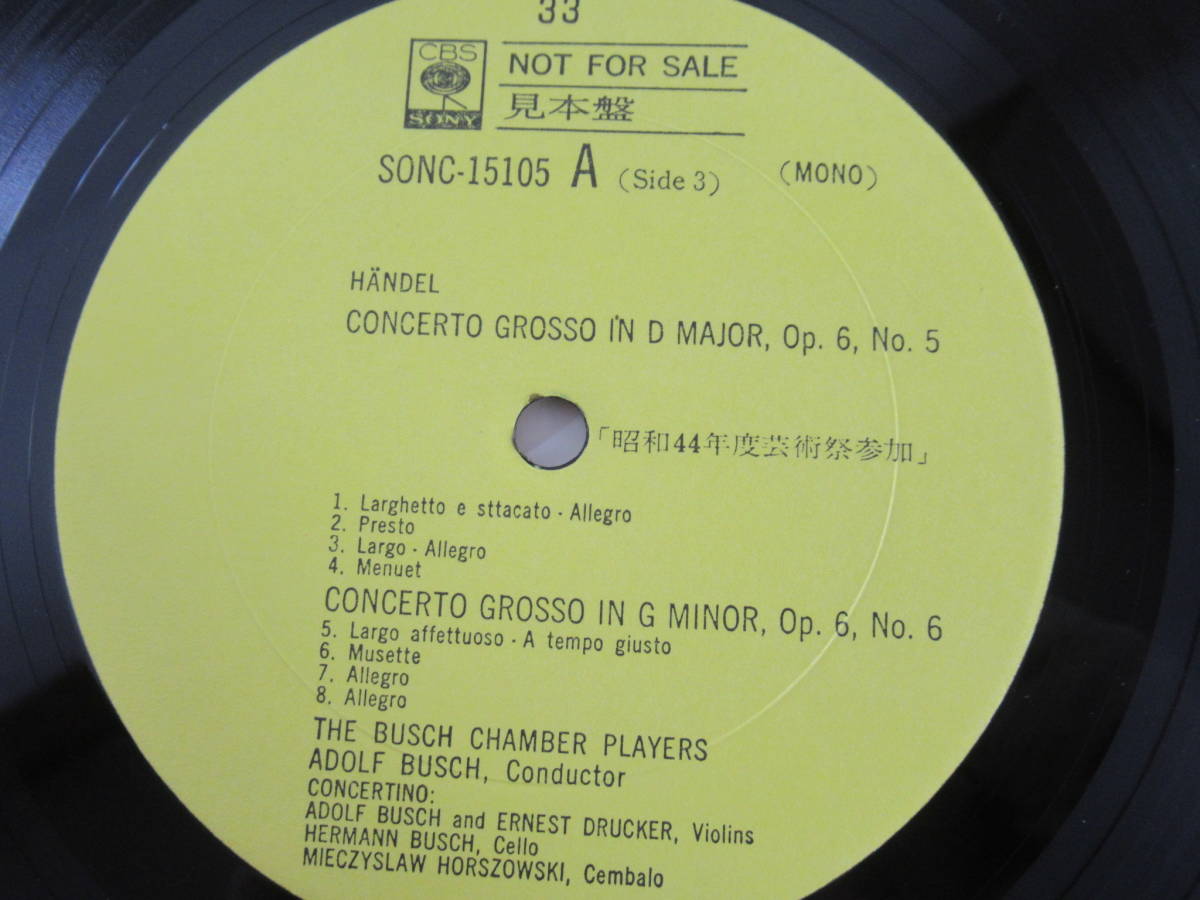 33
CBS
SONY
NOT FOR SALE
見本盤
SONC-15105 A (Side 3) (MONO)
HÄNDEL
CONCERTO GROSSO IN D MAJOR, Op. 6, No. 5
「昭和44年度芸術祭参加」
1. Larghetto e sttacato · Allegro
2. Presto
3. Largo · Allegro
4. Menuet
CONCERTO GROSSO IN G MINOR, Op. 6, No. 6
5. Largo affettuoso · A tempo giusto
6. Musette
7. Allegro
8. Allegro
THE BUSCH CHAMBER PLAYERS
ADOLF BUSCH, Conductor
CONCERTINO:
ADOLF BUSCH and ERNEST DRUCKER, Violins
HERMANN BUSCH, Cello
MIECZYSLAW HORSZOWSKI, Cembalo